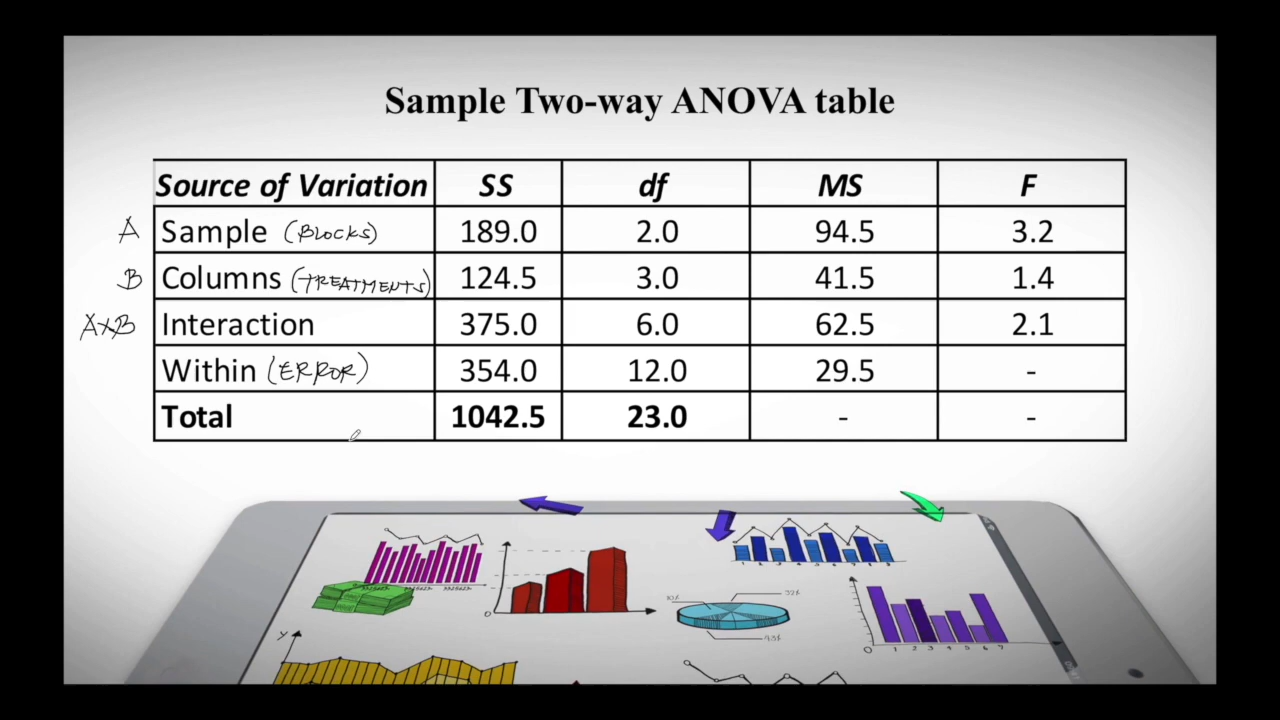 Sample Two-way ANOVA table
Source of Variation SS df MS F
A Sample (BLOCKS) 189.0 2.0 94.5 3.2
B Columns (TREATMENTS) 124.5 3.0 41.5 1.4
AxB Interaction 375.0 6.0 62.5 2.1
Within (ERROR) 354.0 12.0 29.5 -
Total 1042.5 23.0 - -